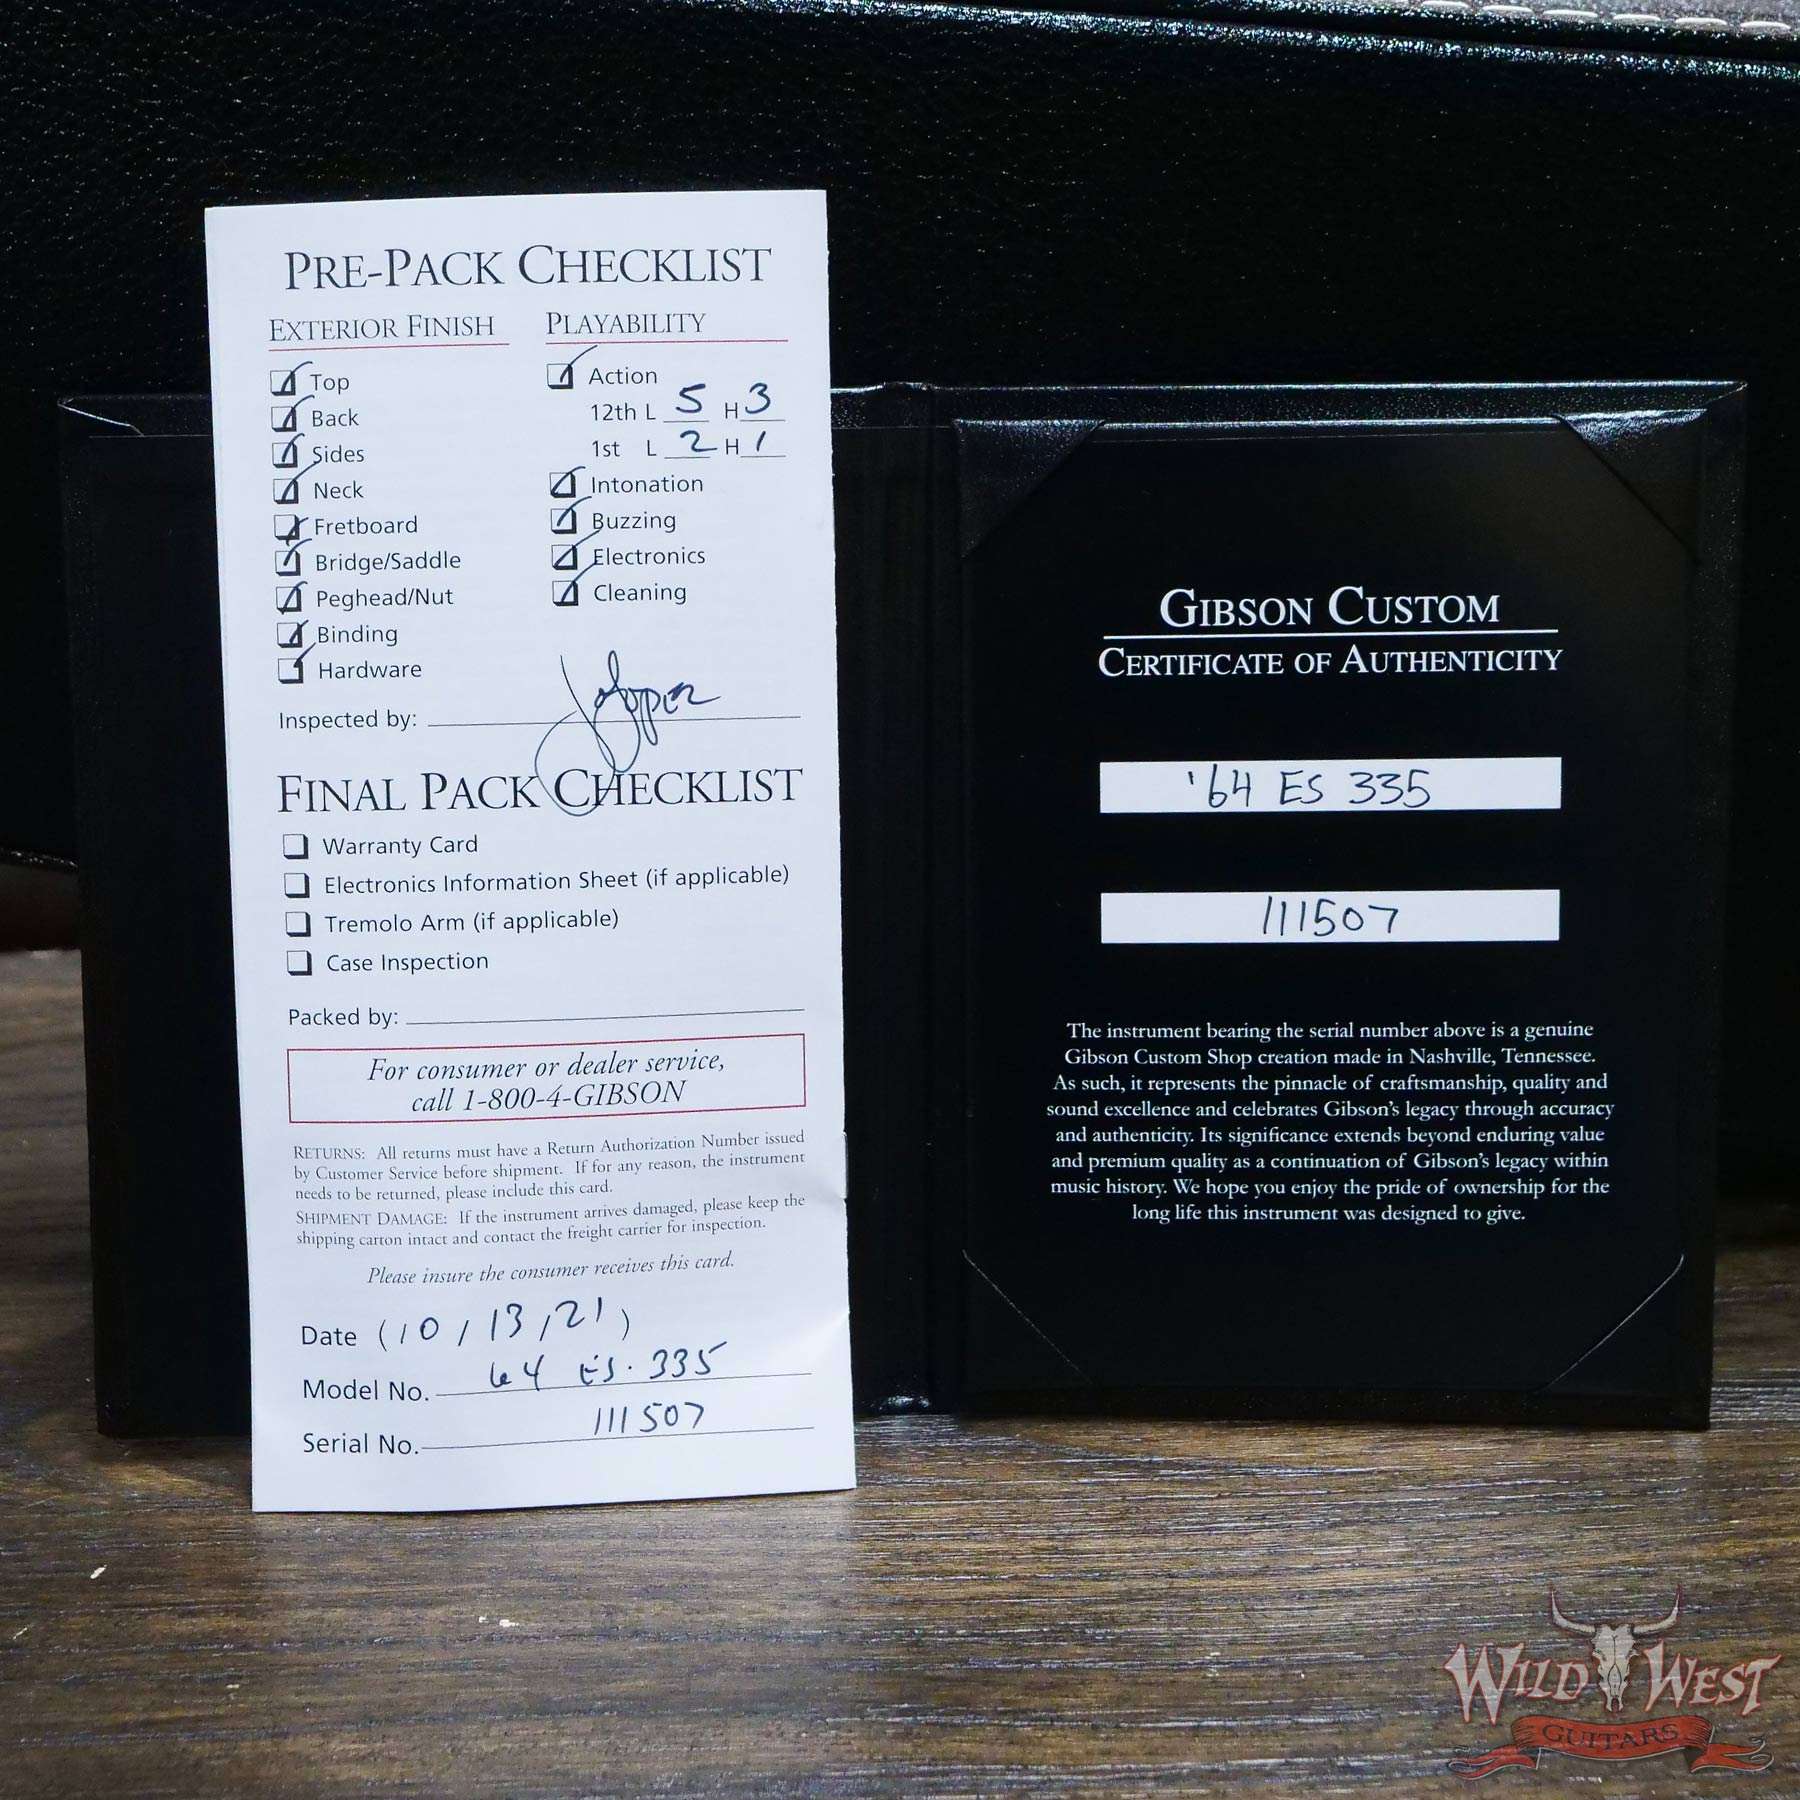 PRE-PACK CHECKLIST
EXTERIOR FINISH
Top
Back
Sides
Neck
Fretboard
Bridge/Saddle
Peghead/Nut
Binding
Hardware
PLAYABILITY
Action
12th L 5 H 3
1st L 2 H 1
Intonation
Buzzing
Electronics
Cleaning
Inspected by:
FINAL PACK CHECKLIST
Warranty Card
Electronics Information Sheet (if applicable)
Tremolo Arm (if applicable)
Case Inspection
Packed by:
For consumer or dealer service,
call 1-800-4-GIBSON
RETURNS: All returns must have a Return Authorization Number issued
by Customer Service before shipment. If for any reason, the instrument
needs to be returned, please include this card.
SHIPMENT DAMAGE: If the instrument arrives damaged, please keep the
shipping carton intact and contact the freight carrier for inspection.
Please insure the consumer receives this card.
Date (10 / 13 / 21)
Model No. 64 ES. 335
Serial No. 111507
GIBSON CUSTOM
CERTIFICATE OF AUTHENTICITY
'64 ES 335
111507
The instrument bearing the serial number above is a genuine
Gibson Custom Shop creation made in Nashville, Tennessee.
As such, it represents the pinnacle of craftsmanship, quality and
sound excellence and celebrates Gibson's legacy through accuracy
and authenticity. Its significance extends beyond enduring value
and premium quality as a continuation of Gibson's legacy within
music history. We hope you enjoy the pride of ownership for the
long life this instrument was designed to give.
WILD WEST
GUITARS